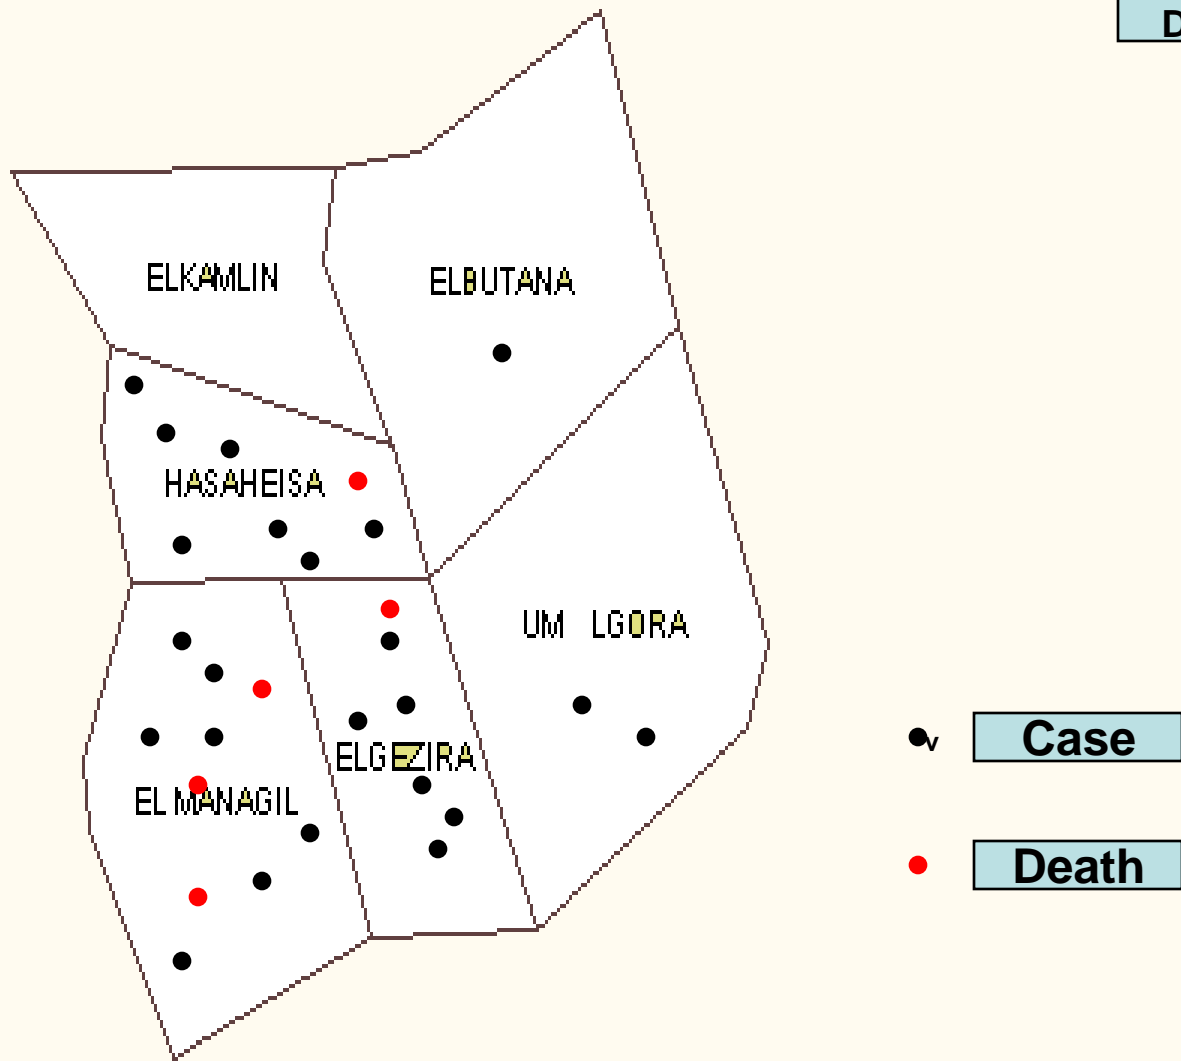 D
ELKAMLIN
ELBUTANA
HASAHEISA
UM LGORA
ELGEZIRA
EL MANAGIL
v
Case
Death